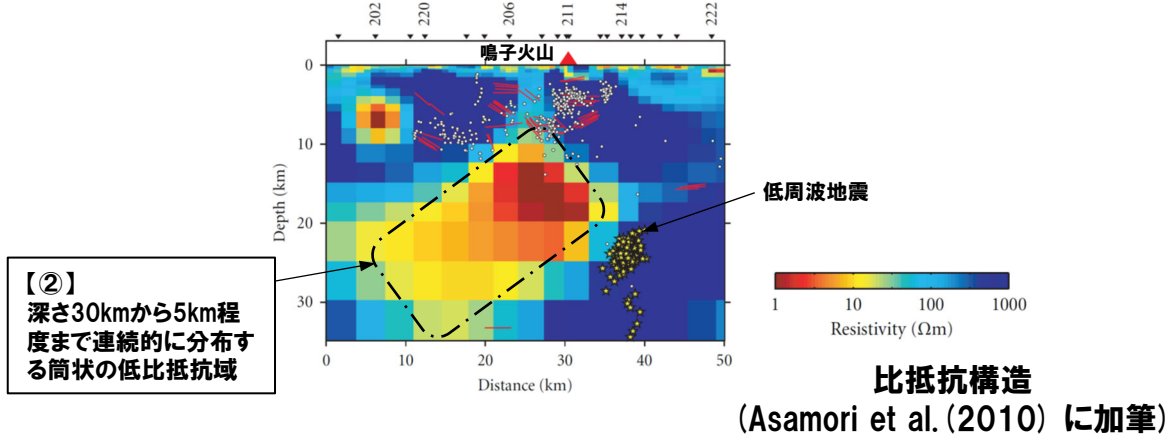 202 220 206 211 214 222
鳴子火山
0
10
20
30
Depth (km)
0 10 20 30 40 50
Distance (km)
低周波地震
【②】
深さ30kmから5km程
度まで連続的に分布す
る筒状の低比抵抗域
1 10 100 1000
Resistivity (Ωm)
比抵抗構造
(Asamori et al.(2010) に加筆)